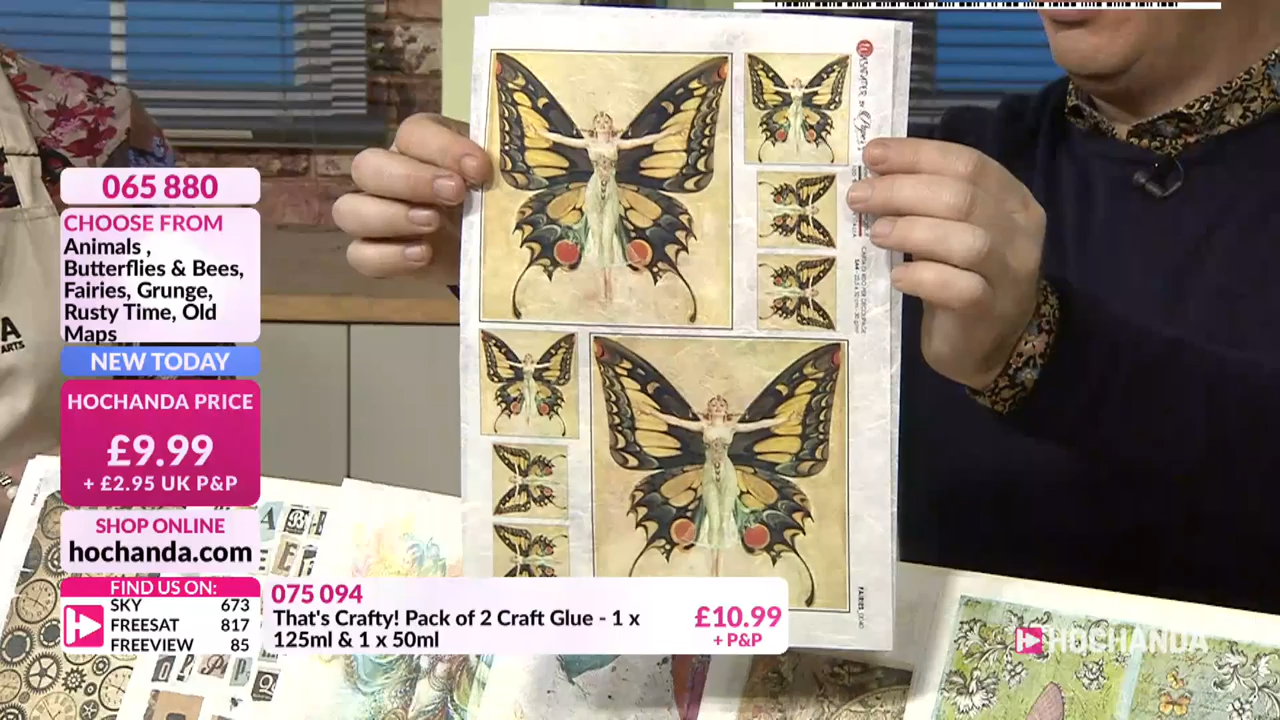 065 880
CHOOSE FROM
Animals ,
Butterflies & Bees,
Fairies, Grunge,
Rusty Time, Old
Maps
NEW TODAY
HOCHANDA PRICE
£9.99
+ £2.95 UK P&P
SHOP ONLINE
hochanda.com
FIND US ON:
SKY 673
FREESAT 817
FREEVIEW 85
075 094
That's Crafty! Pack of 2 Craft Glue - 1 x
125ml & 1 x 50ml
£10.99
+ P&P
HOCHANDA
A
ARTS
FAIRIES